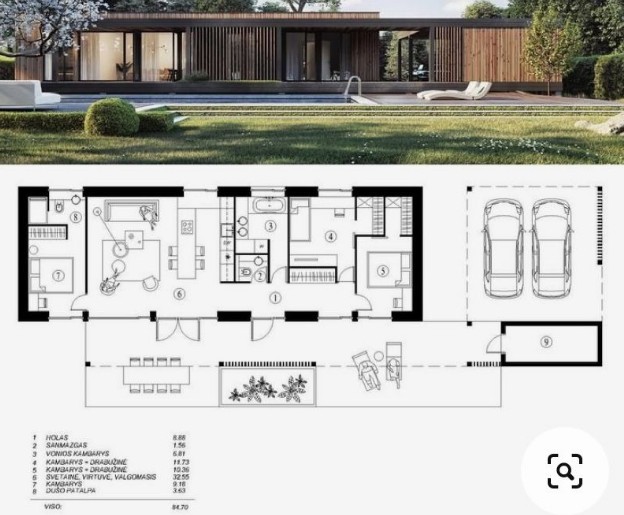 8
3
4
2
7
5
6
1
9
1 HOLAS 8.88
2 SANMAZGAS 1.56
3 VONIOS KAMBARYS 6.81
4 KAMBARYS + DRABUŽINĖ 11.73
5 KAMBARYS + DRABUŽINĖ 10.36
6 SVETAINĖ, VIRTUVĖ, VALGOMASIS 32.55
7 KAMBARYS 9.18
8 DUŠO PATALPA 3.63
VISO: 84.70